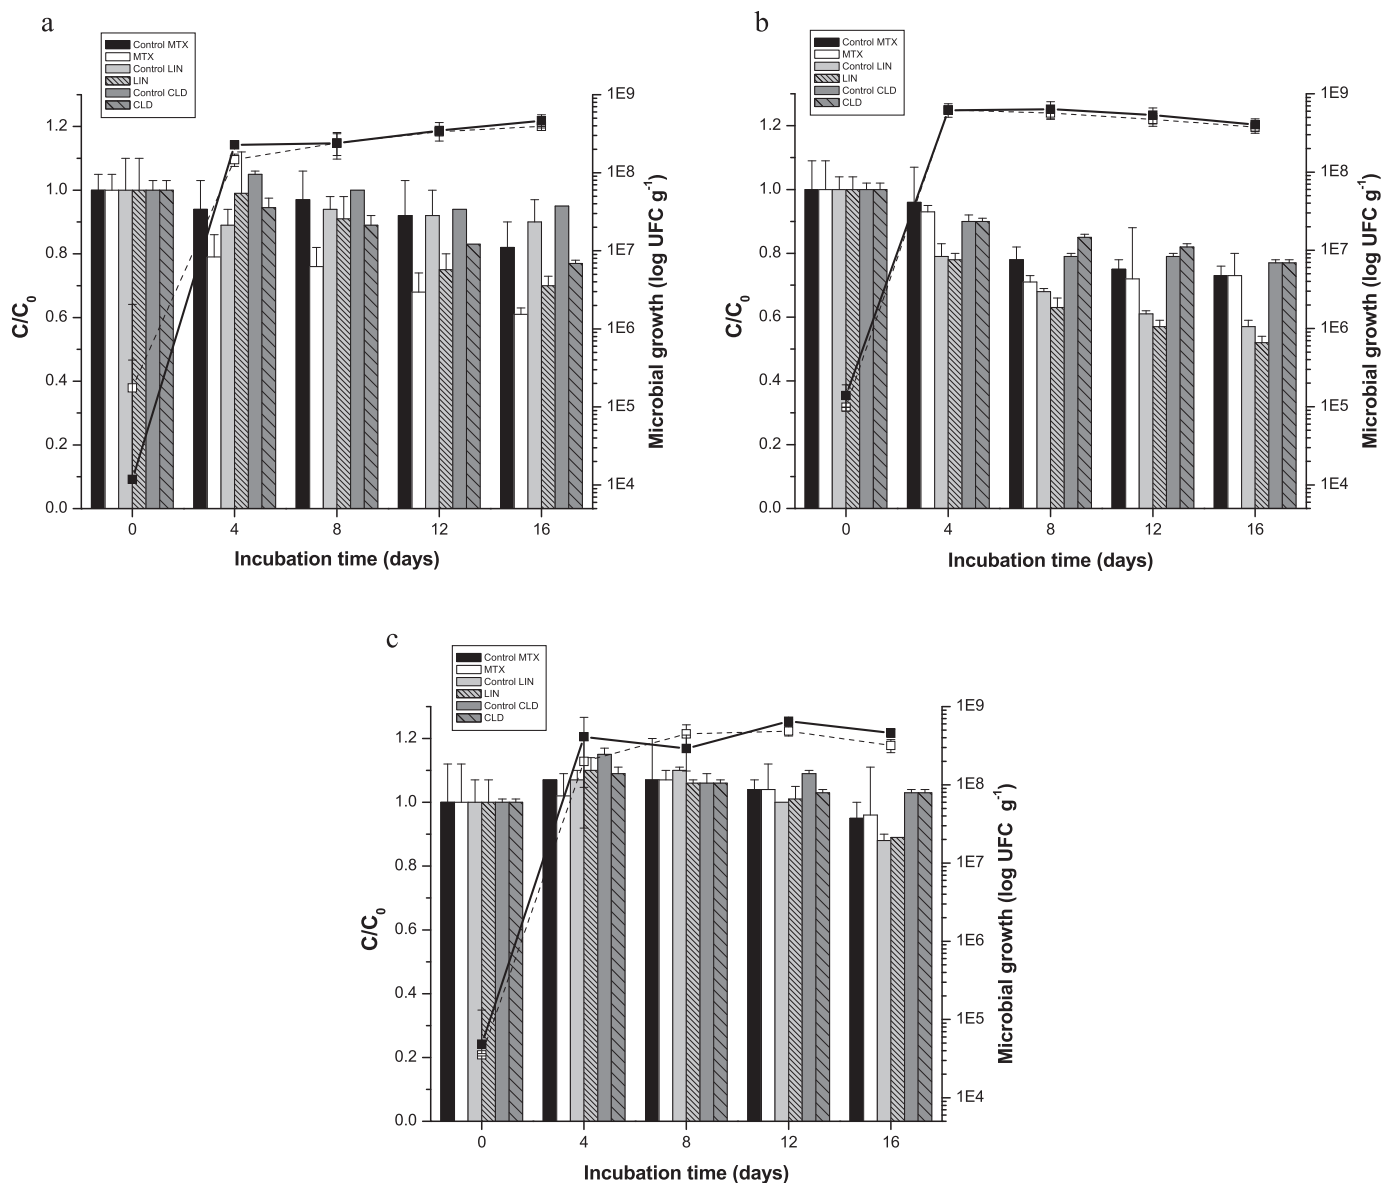 a
Control MTX
MTX
Control LIN
LIN
Control CLD
CLD
1.2
1.0
0.8
0.6
0.4
0.2
0.0
C/C0
1E9
1E8
1E7
1E6
1E5
1E4
Microbial growth (log UFC g-1)
0 4 8 12 16
Incubation time (days)
b
Control MTX
MTX
Control LIN
LIN
Control CLD
CLD
1.2
1.0
0.8
0.6
0.4
0.2
0.0
C/C0
1E9
1E8
1E7
1E6
1E5
1E4
Microbial growth (log UFC g-1)
0 4 8 12 16
Incubation time (days)
c
Control MTX
MTX
Control LIN
LIN
Control CLD
CLD
1.2
1.0
0.8
0.6
0.4
0.2
0.0
C/C0
1E9
1E8
1E7
1E6
1E5
1E4
Microbial growth (log UFC g-1)
0 4 8 12 16
Incubation time (days)